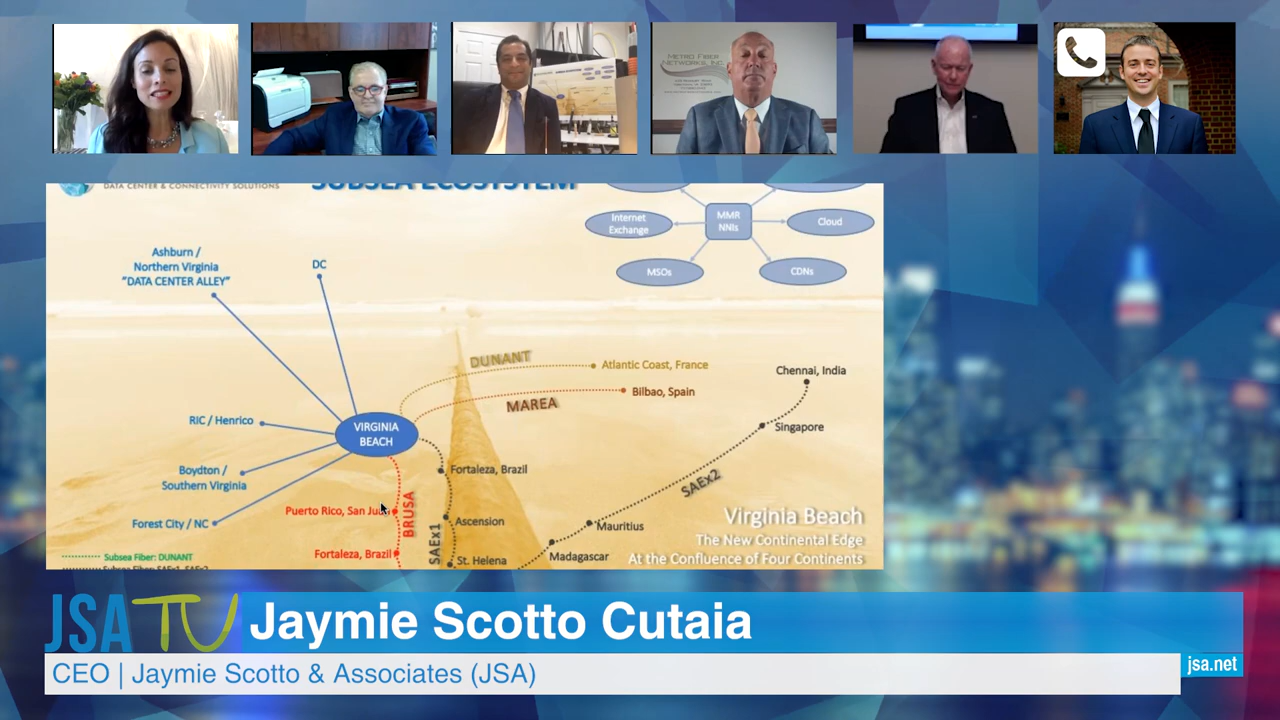 METRO FIBER
NETWORKS, INC.
DATA CENTER & CONNECTIVITY SOLUTIONS
SUBSEA ECOSYSTEM
Internet
Exchange
MMR
NNIs
Cloud
MSOs
CDNs
Ashburn /
Northern Virginia
"DATA CENTER ALLEY"
DC
DUNANT
Atlantic Coast, France
MAREA
Bilbao, Spain
Chennai, India
Singapore
RIC / Henrico
VIRGINIA
BEACH
Boydton /
Southern Virginia
Fortaleza, Brazil
SAEx2
Forest City / NC
Puerto Rico, San Juan
BRUSA
SAEx1
Ascension
Mauritius
Fortaleza, Brazil
St. Helena
Madagascar
Virginia Beach
The New Continental Edge
At the Confluence of Four Continents
Subsea Fiber: DUNANT
Subsea Fiber: SAEx1, SAEx2
JSA TV
Jaymie Scotto Cutaia
CEO | Jaymie Scotto & Associates (JSA)
jsa.net